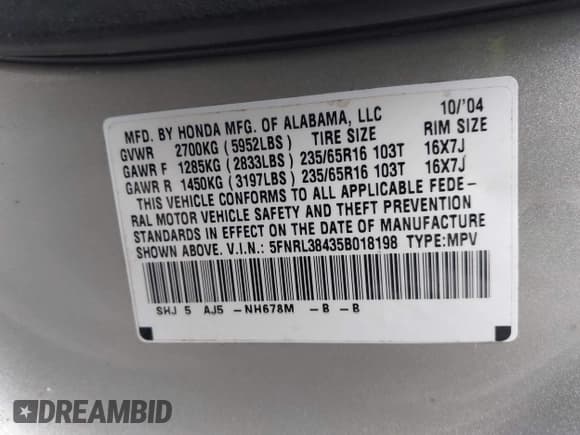 MFD. BY HONDA MFG. OF ALABAMA, LLC 10/'04
GVWR 2700KG (5952LBS) TIRE SIZE RIM SIZE
GAWR F 1285KG (2833LBS) 235/65R16 103T 16X7J
GAWR R 1450KG (3197LBS) 235/65R16 103T 16X7J
THIS VEHICLE CONFORMS TO ALL APPLICABLE FEDE-
RAL MOTOR VEHICLE SAFETY AND THEFT PREVENTION
STANDARDS IN EFFECT ON THE DATE OF MANUFACTURE
SHOWN ABOVE. V.I.N.: 5FNRL38435B018198 TYPE:MPV
SHJ 5 AJ5 -NH678M -B -B
DREAMBID